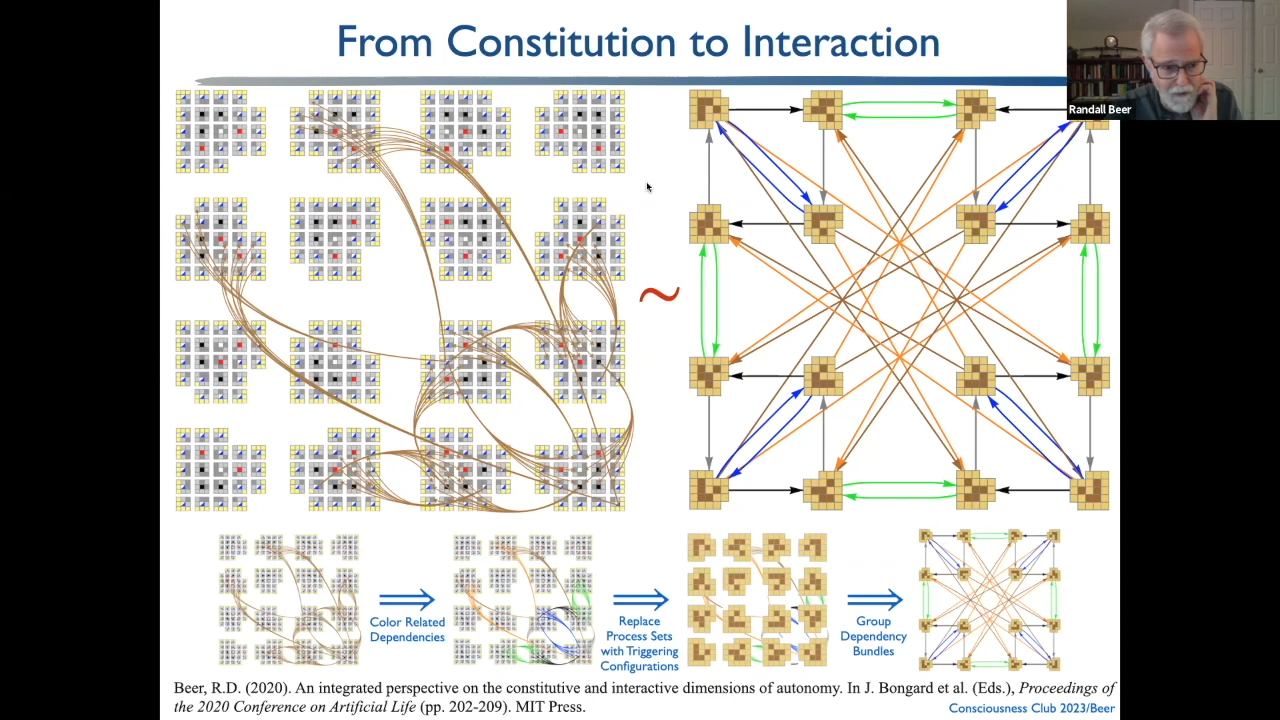 From Constitution to Interaction
Randall Beer
~
Color Related
Dependencies
Replace
Process Sets
with Triggering
Configurations
Group
Dependency
Bundles
Beer, R.D. (2020). An integrated perspective on the constitutive and interactive dimensions of autonomy. In J. Bongard et al. (Eds.), Proceedings of
the 2020 Conference on Artificial Life (pp. 202-209). MIT Press.
Consciousness Club 2023/Beer